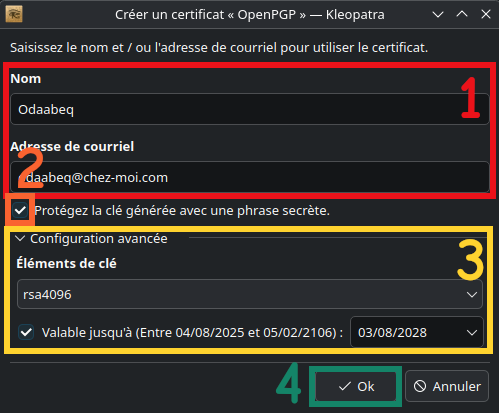 Créer un certificat « OpenPGP » — Kleopatra
Saisissez le nom et / ou l'adresse de courriel pour utiliser le certificat.
Nom
1
Odaabeq
Adresse de courriel
2
odaabeq@chez-moi.com
Protégez la clé générée avec une phrase secrète.
Configuration avancée
3
Éléments de clé
rsa4096
Valable jusqu'à (Entre 04/08/2025 et 05/02/2106) : 03/08/2028
4 Ok Annuler